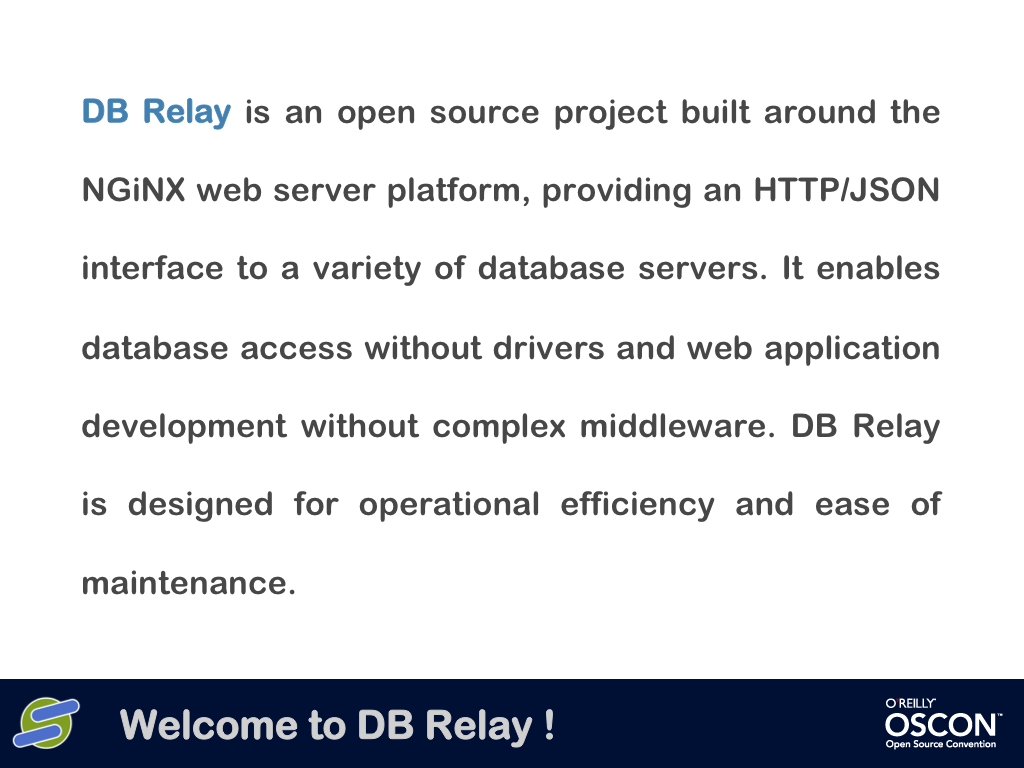 DB Relay is an open source project built around the
NGiNX web server platform, providing an HTTP/JSON
interface to a variety of database servers. It enables
database access without drivers and web application
development without complex middleware. DB Relay
is designed for operational efficiency and ease of
maintenance.
Welcome to DB Relay !
O'REILLY
OSCON™
Open Source Convention